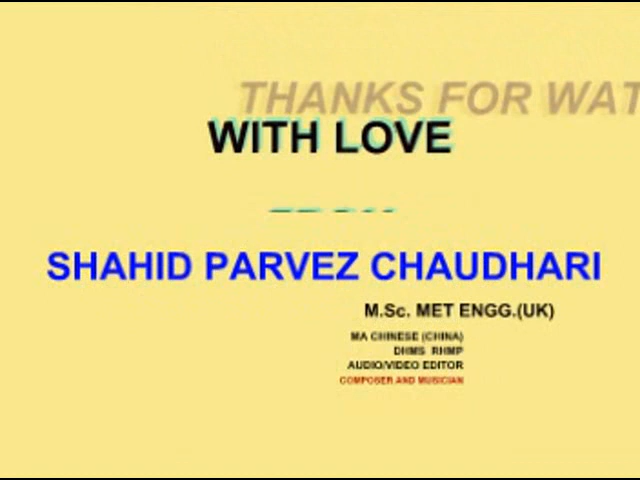 THANKS FOR WAT
WITH LOVE
SHAHID PARVEZ CHAUDHARI
M.Sc. MET ENGG.(UK)
MA CHINESE (CHINA)
DHMS RHMP
AUDIO/VIDEO EDITOR
COMPOSER AND MUSICIAN